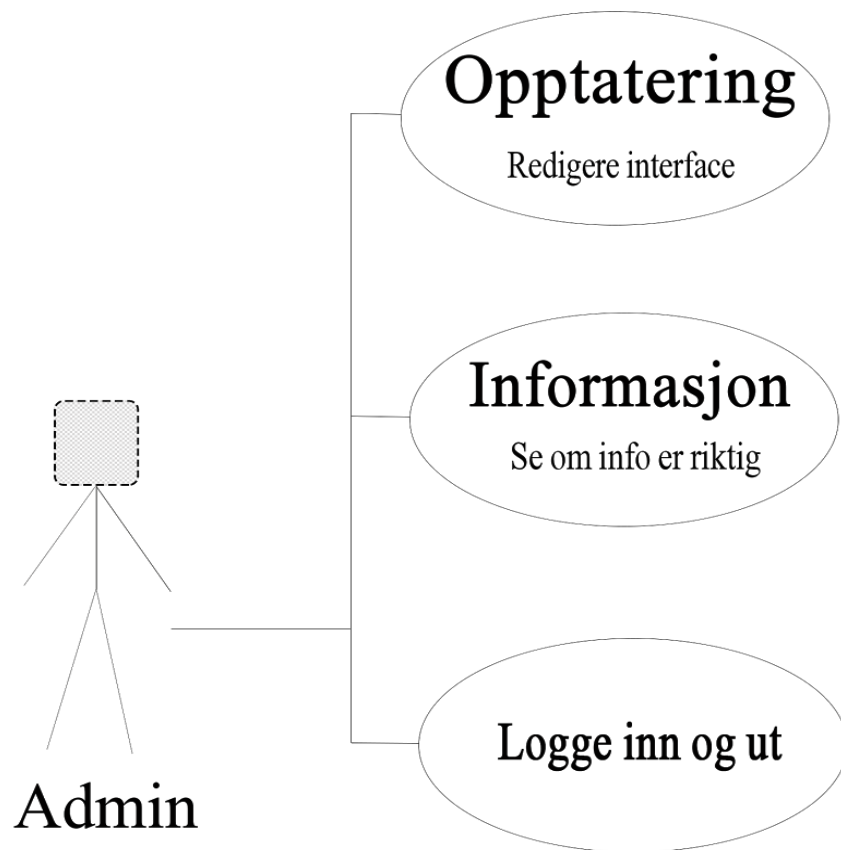 Opptatering
Redigere interface
Informasjon
Se om info er riktig
Logge inn og ut
Admin